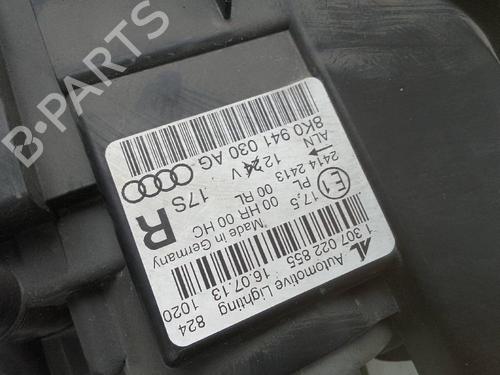 B-PARTS
824 1020
Automotive Lighting 16.07.13
AL 1 307 022 855
Made in Germany
R 00 HR 00 HC
17S 00 RL
17,5 PL E1
12 24 V 2414 2413
8K0 941 030 AG ALN